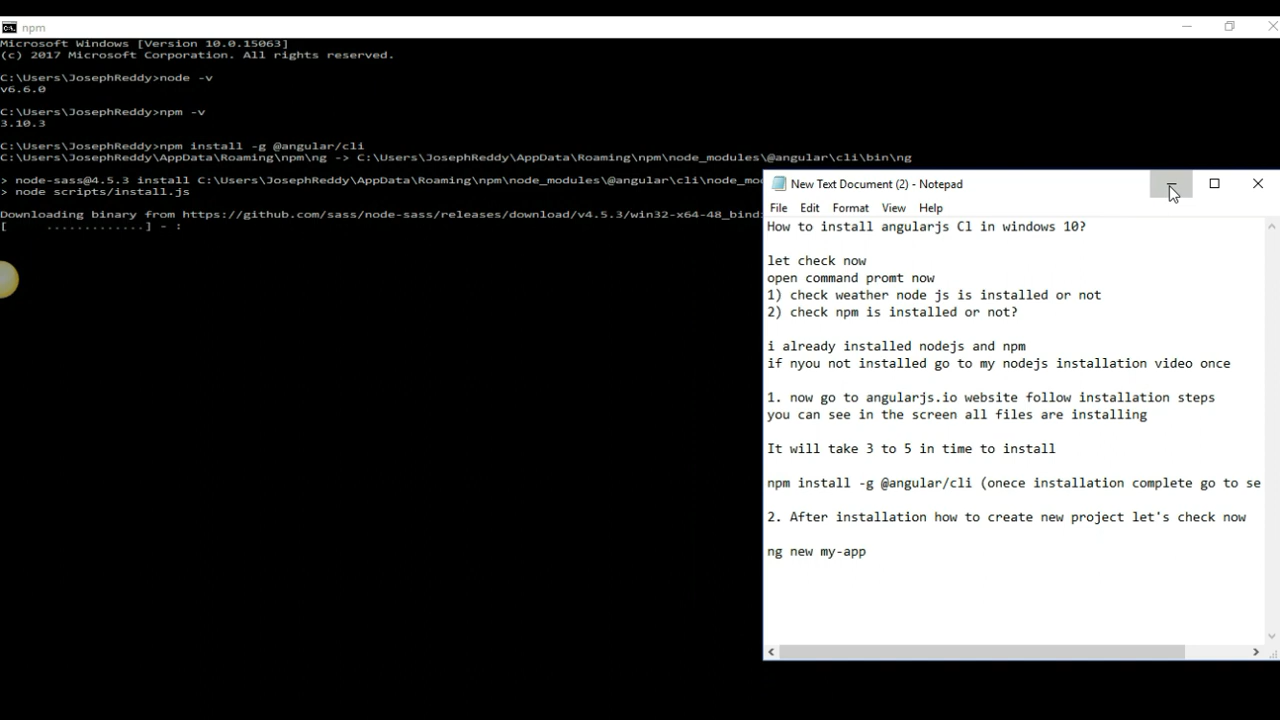 npm
Microsoft Windows [Version 10.0.15063]
(c) 2017 Microsoft Corporation. All rights reserved.
C:\Users\JosephReddy>node -v
v6.6.0
C:\Users\JosephReddy>npm -v
3.10.3
C:\Users\JosephReddy>npm install -g @angular/cli
C:\Users\JosephReddy\AppData\Roaming\npm\ng -> C:\Users\JosephReddy\AppData\Roaming\npm\node_modules\@angular\cli\bin\ng
> node-sass@4.5.3 install C:\Users\JosephReddy\AppData\Roaming\npm\node_modules\@angular\cli\node_mo
> node scripts/install.js
Downloading binary from https://github.com/sass/node-sass/releases/download/v4.5.3/win32-x64-48_bind
[      .............] - :
New Text Document (2) - Notepad
File Edit Format View Help
How to install angularjs Cl in windows 10?
let check now
open command promt now
1) check weather node js is installed or not
2) check npm is installed or not?
i already installed nodejs and npm
if nyou not installed go to my nodejs installation video once
1. now go to angularjs.io website follow installation steps
you can see in the screen all files are installing
It will take 3 to 5 in time to install
npm install -g @angular/cli (onece installation complete go to se
2. After installation how to create new project let's check now
ng new my-app